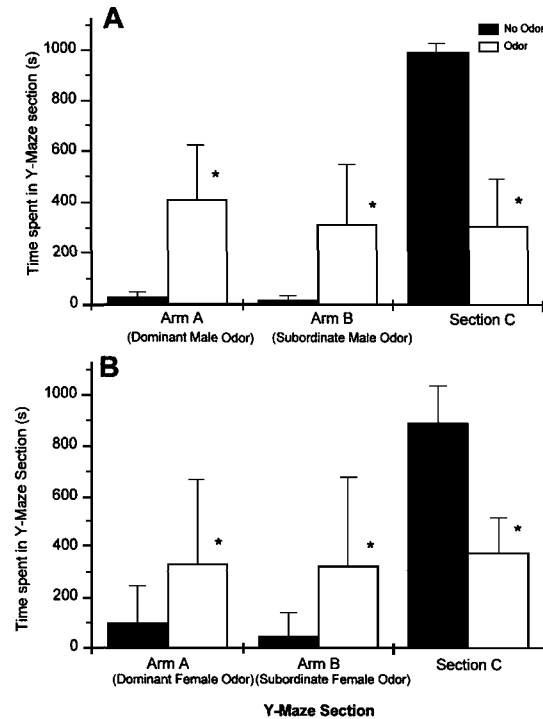 A
No Odor
Odor
Time spent in Y-Maze section (s)
1000
800
600
400
200
0
Arm A
(Dominant Male Odor)
Arm B
(Subordinate Male Odor)
Section C
*
*
*
B
Time spent in Y-Maze Section (s)
1000
800
600
400
200
0
Arm A
(Dominant Female Odor)
Arm B
(Subordinate Female Odor)
Section C
*
*
*
Y-Maze Section